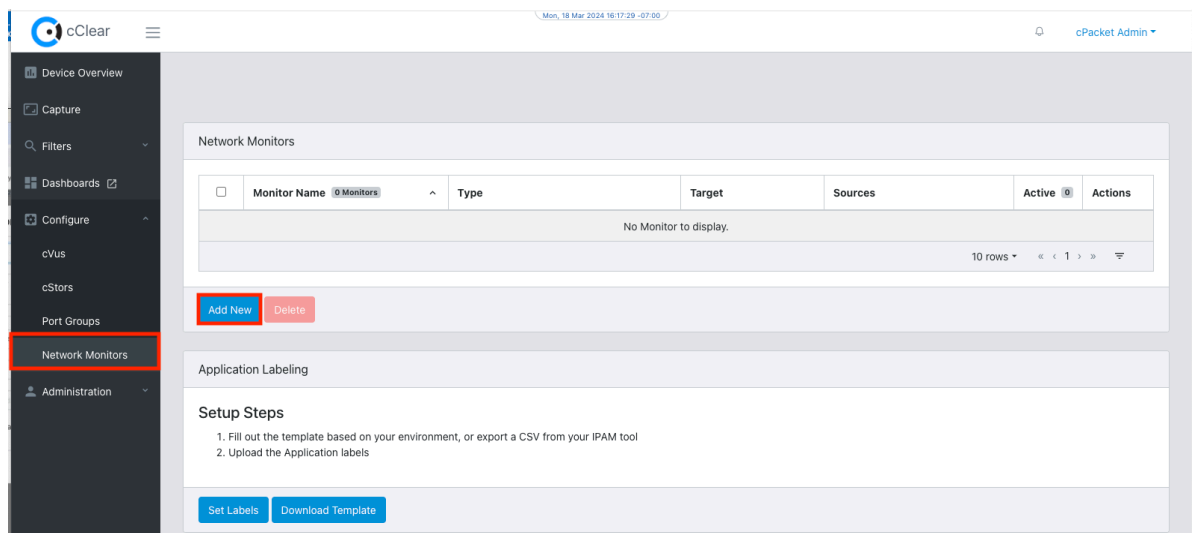 Mon, 18 Mar 2024 16:17:29 -07:00
cClear
cPacket Admin
Device Overview
Capture
Filters
Dashboards
Configure
cVus
cStors
Port Groups
Network Monitors
Administration
Network Monitors
Monitor Name 0 Monitors Type Target Sources Active 0 Actions
No Monitor to display.
10 rows « ‹ 1 › »
Add New Delete
Application Labeling
Setup Steps
1. Fill out the template based on your environment, or export a CSV from your IPAM tool
2. Upload the Application labels
Set Labels Download Template